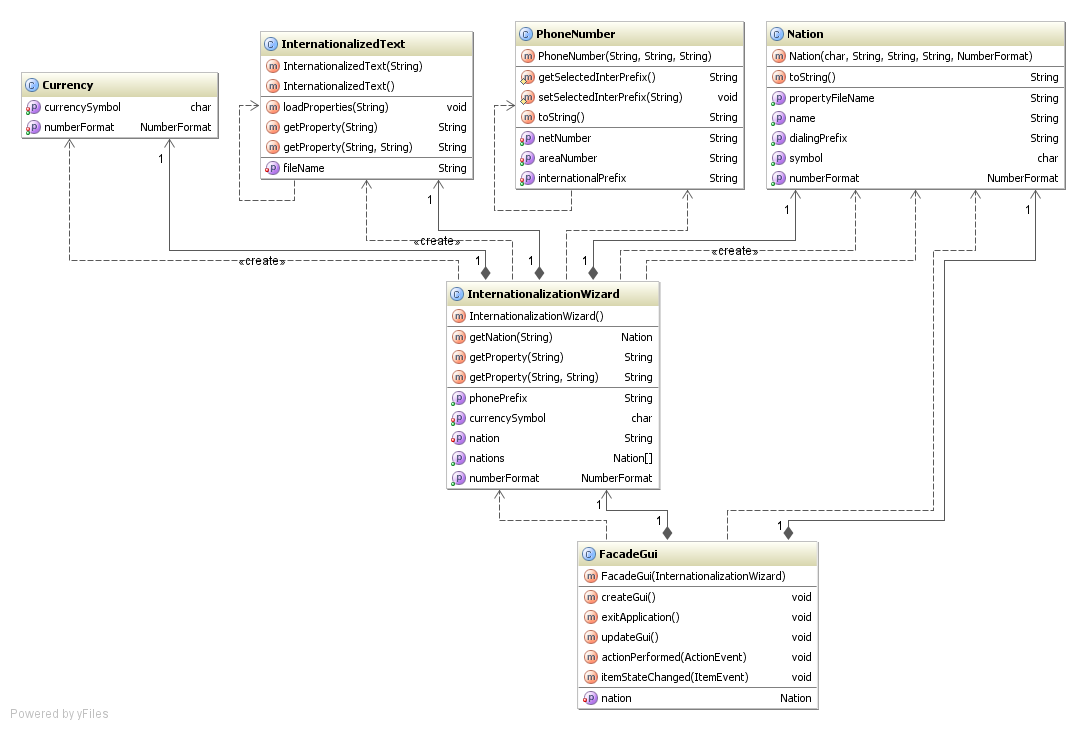 Currency
currencySymbol char
numberFormat NumberFormat
InternationalizedText
InternationalizedText(String)
InternationalizedText()
loadProperties(String) void
getProperty(String) String
getProperty(String, String) String
fileName String
PhoneNumber
PhoneNumber(String, String, String)
getSelectedInterPrefix() String
setSelectedInterPrefix(String) void
toString() String
netNumber String
areaNumber String
internationalPrefix String
Nation
Nation(char, String, String, String, NumberFormat)
toString() String
propertyFileName String
name String
dialingPrefix String
symbol char
numberFormat NumberFormat
1
1
1
1
«create»
«create»
«create»
1
1
1
InternationalizationWizard
InternationalizationWizard()
getNation(String) Nation
getProperty(String) String
getProperty(String, String) String
phonePrefix String
currencySymbol char
nation String
nations Nation[]
numberFormat NumberFormat
1
1
1
FacadeGui
FacadeGui(InternationalizationWizard)
createGui() void
exitApplication() void
updateGui() void
actionPerformed(ActionEvent) void
itemStateChanged(ItemEvent) void
nation Nation
Powered by yFiles